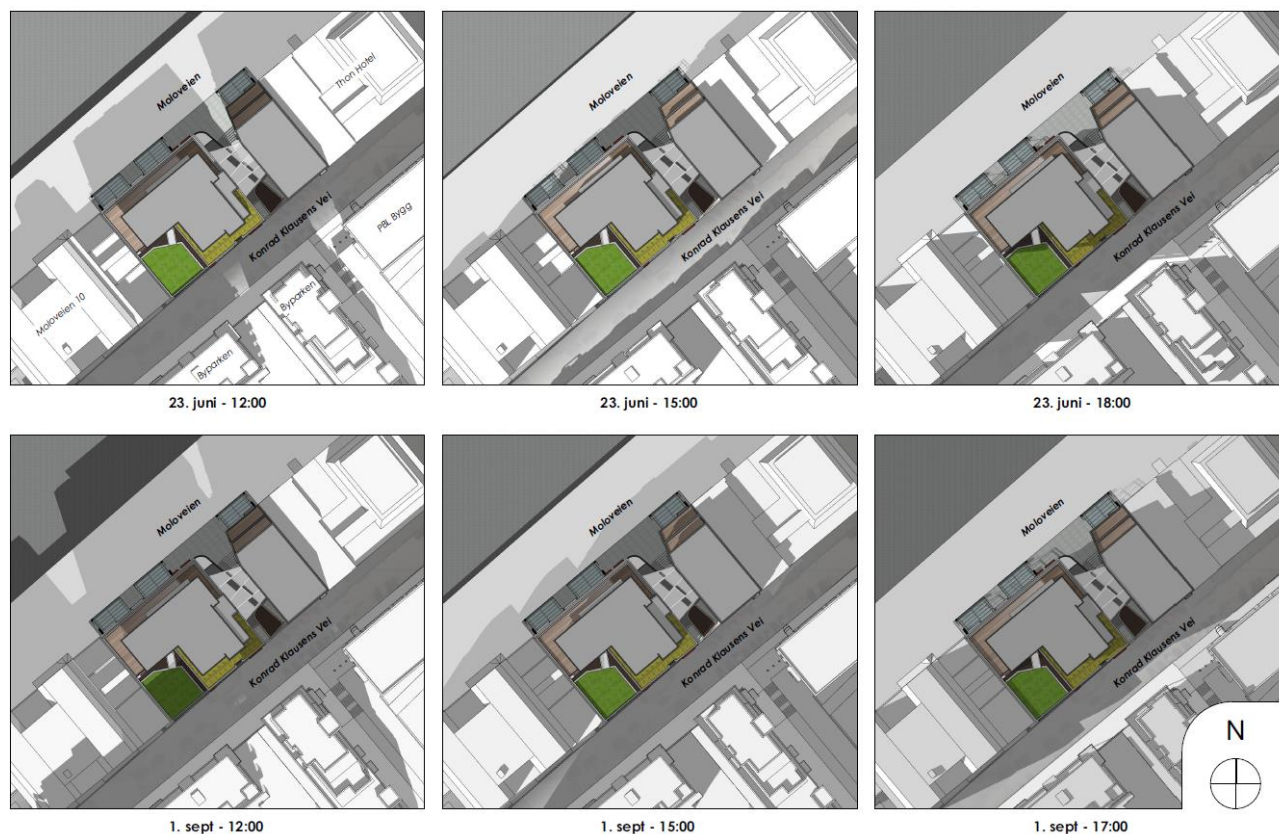 Moloveien
Thon Hotel
Konrad Klausens Vei
PBL Bygg
Moloveien 10
Byparken
Byparken
23. juni - 12:00
Moloveien
Konrad Klausens Vei
23. juni - 15:00
Moloveien
Konrad Klausens Vei
23. juni - 18:00
Moloveien
Konrad Klausens Vei
1. sept - 12:00
Moloveien
Konrad Klausens Vei
1. sept - 15:00
Moloveien
Konrad Klausens Vei
N
1. sept - 17:00